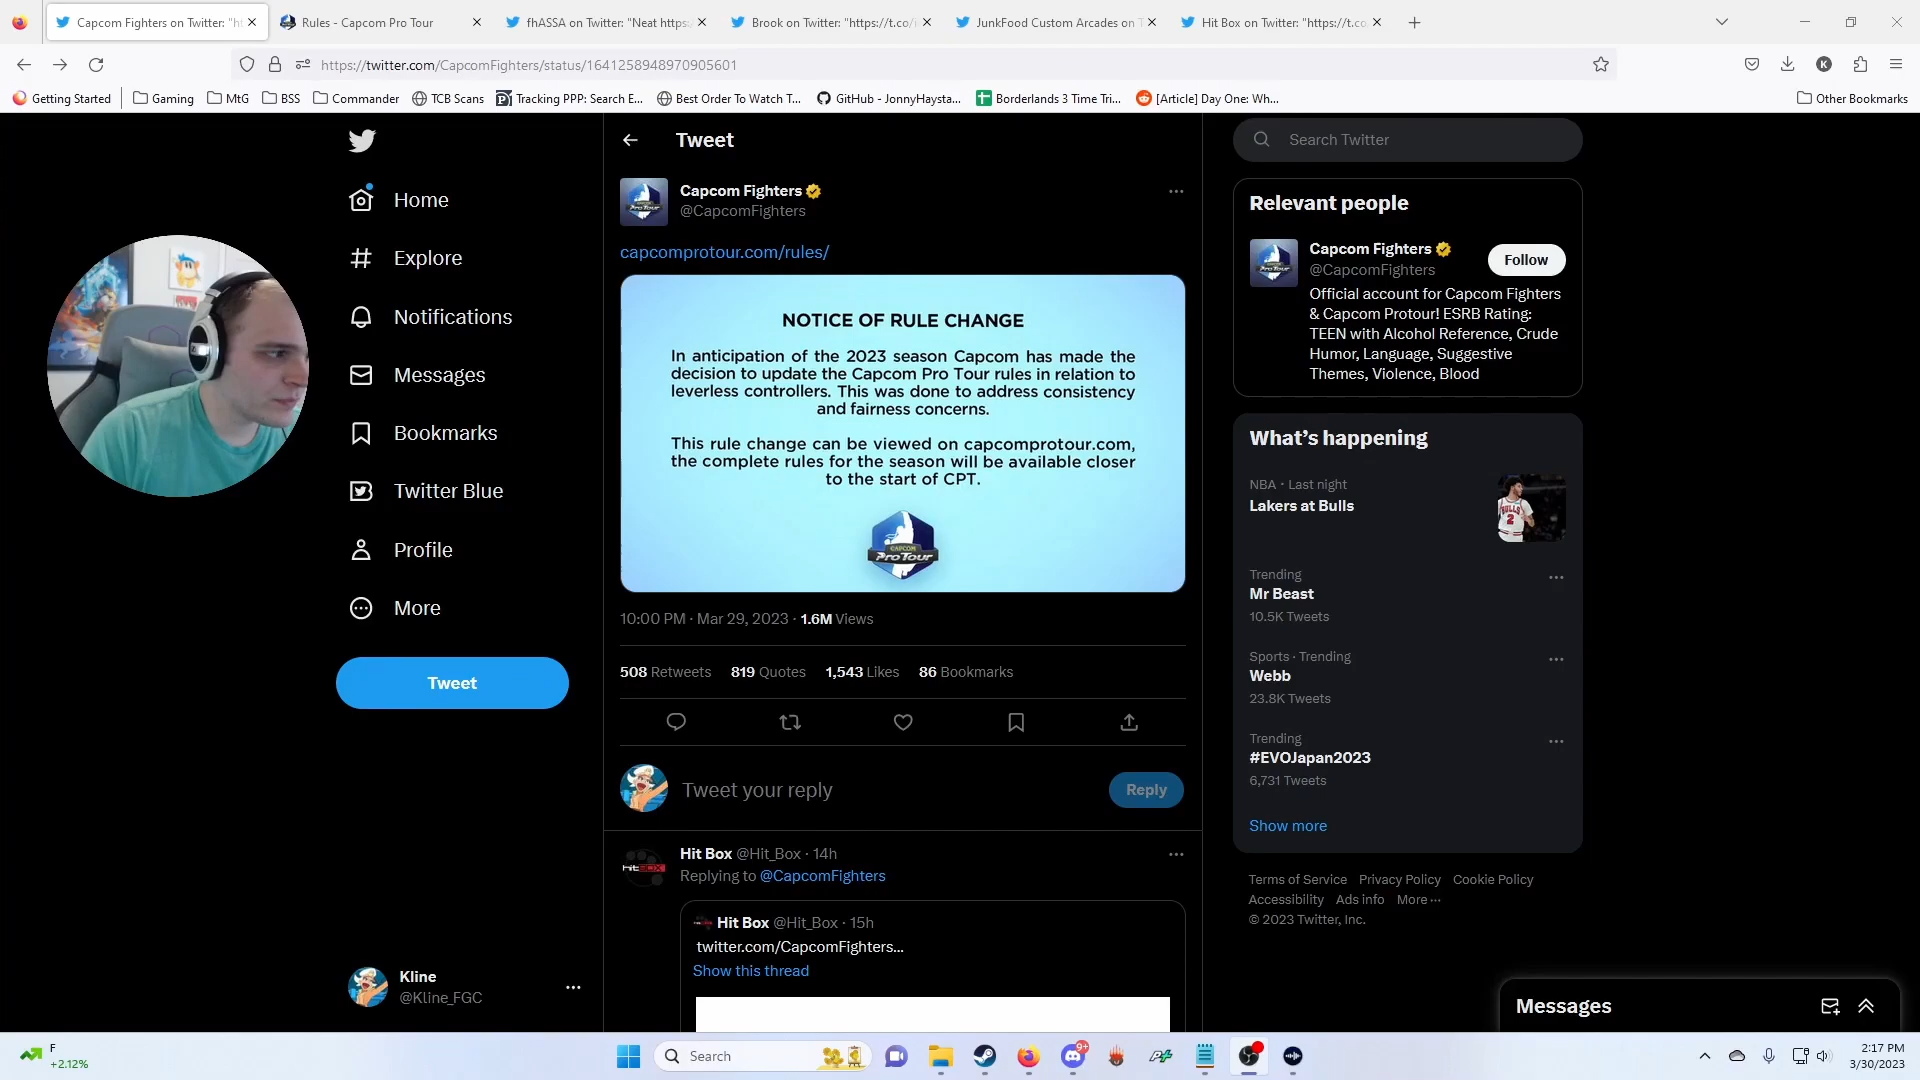 Capcom Fighters on Twitter: "ht
Rules - Capcom Pro Tour
fhASSA on Twitter: "Neat https:
Brook on Twitter: "https://t.co/
JunkFood Custom Arcades on T
Hit Box on Twitter: "https://t.co
https://twitter.com/CapcomFighters/status/1641258948970905601
K
Getting Started
Gaming
MtG
BSS
Commander
TCB Scans
Tracking PPP: Search E...
Best Order To Watch T...
GitHub - JonnyHaysta...
Borderlands 3 Time Tri...
[Article] Day One: Wh...
Other Bookmarks
Home
Explore
Notifications
Messages
Bookmarks
Twitter Blue
Profile
More
Tweet
Kline
@Kline_FGC
Tweet
Capcom Fighters
@CapcomFighters
capcomprotour.com/rules/
NOTICE OF RULE CHANGE
In anticipation of the 2023 season Capcom has made the
decision to update the Capcom Pro Tour rules in relation to
leverless controllers. This was done to address consistency
and fairness concerns.
This rule change can be viewed on capcomprotour.com,
the complete rules for the season will be available closer
to the start of CPT.
CAPCOM
ProTour
10:00 PM · Mar 29, 2023 · 1.6M Views
508 Retweets 819 Quotes 1,543 Likes 86 Bookmarks
Tweet your reply
Reply
Hit Box @Hit_Box · 14h
Replying to @CapcomFighters
Hit Box @Hit_Box · 15h
twitter.com/CapcomFighters...
Show this thread
Search Twitter
Relevant people
Capcom Fighters
@CapcomFighters
Follow
Official account for Capcom Fighters
& Capcom Protour! ESRB Rating:
TEEN with Alcohol Reference, Crude
Humor, Language, Suggestive
Themes, Violence, Blood
What's happening
NBA · Last night
Lakers at Bulls
BULLS
2
Trending
Mr Beast
10.5K Tweets
Sports · Trending
Webb
23.8K Tweets
Trending
#EVOJapan2023
6,731 Tweets
Show more
Terms of Service Privacy Policy Cookie Policy
Accessibility Ads info More ···
© 2023 Twitter, Inc.
Messages
F
+2.12%
Search
9+
2:17 PM
3/30/2023